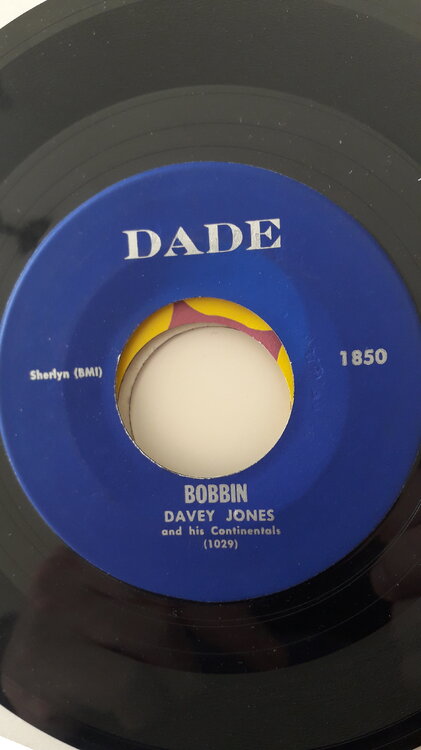 DADE
Sherlyn (BMI)
1850
BOBBIN
DAVEY JONES
and his Continentals
(1029)